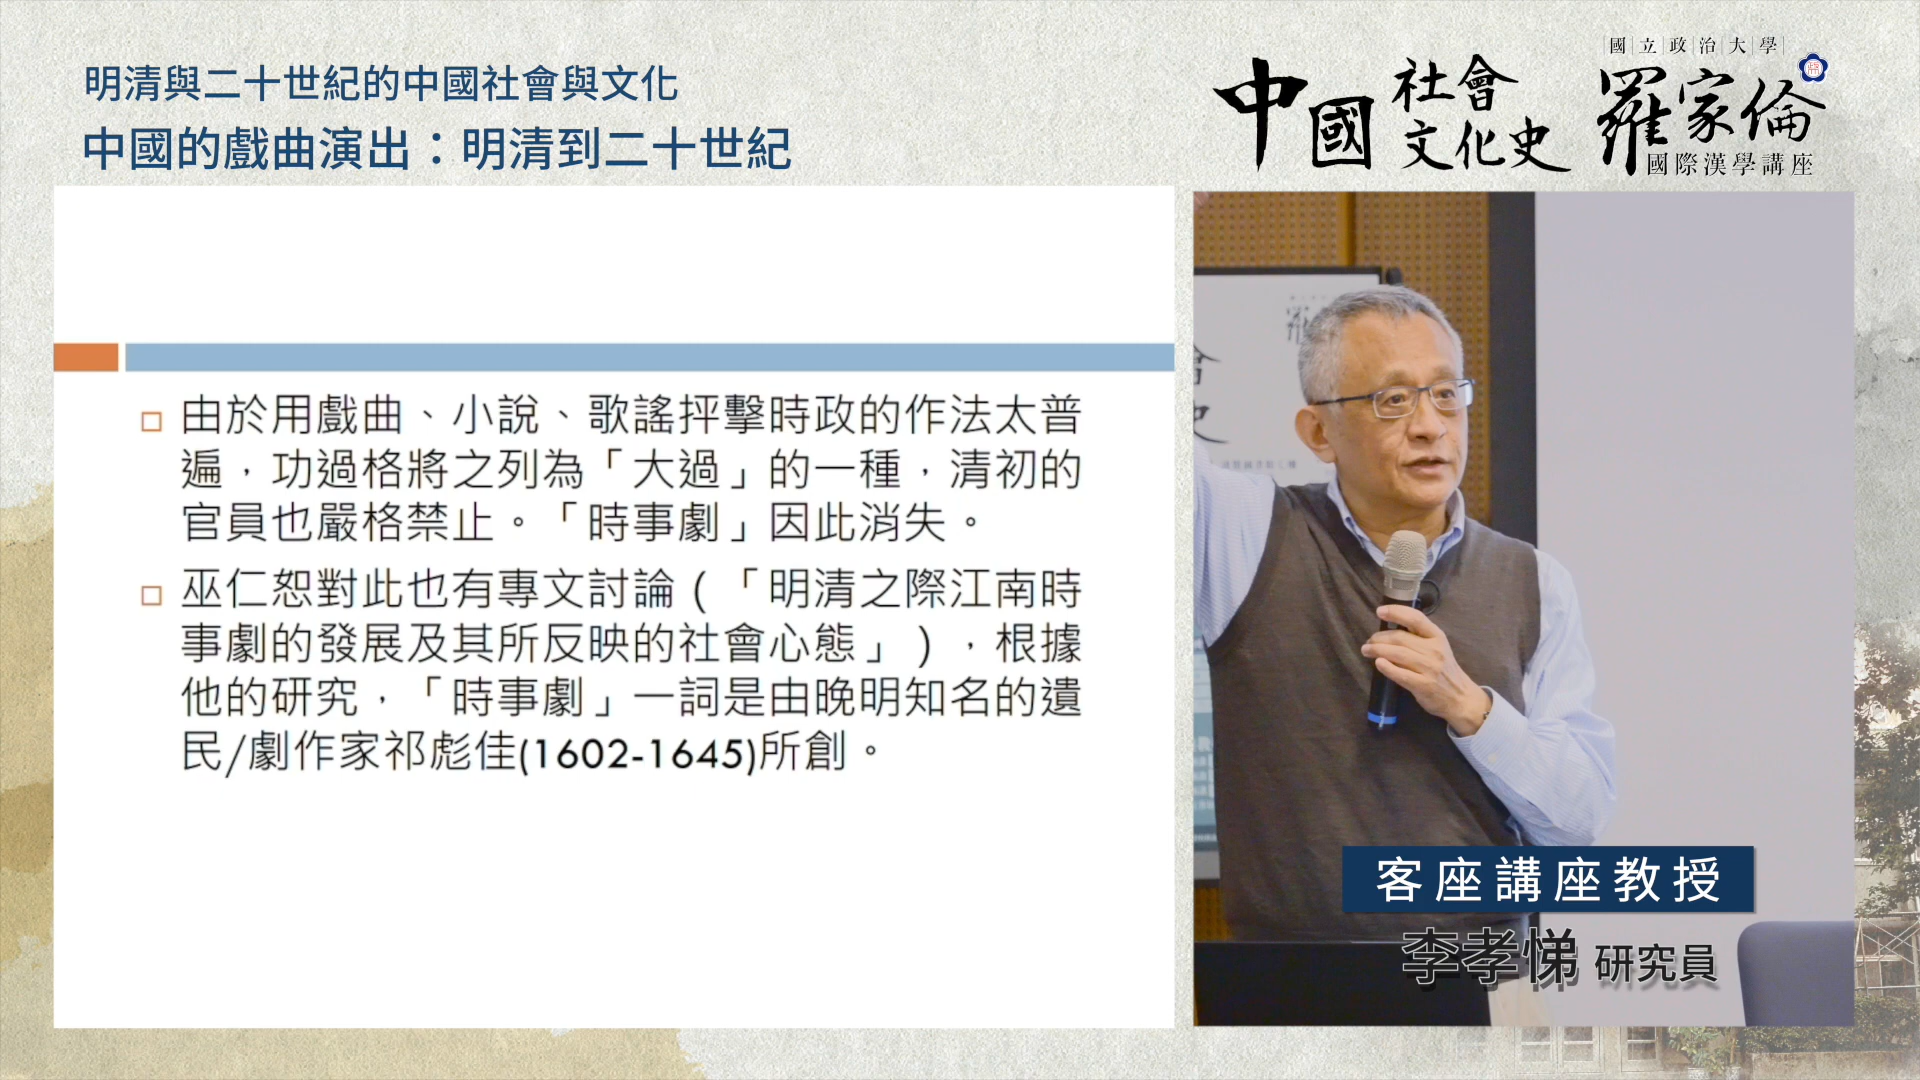 明清與二十世紀的中國社會與文化
中國的戲曲演出：明清到二十世紀
中國社會文化史
國立政治大學
羅家倫
國際漢學講座
由於用戲曲、小說、歌謠抨擊時政的作法太普
遍，功過格將之列為「大過」的一種，清初的
官員也嚴格禁止。「時事劇」因此消失。
巫仁恕對此也有專文討論（「明清之際江南時
事劇的發展及其所反映的社會心態」），根據
他的研究，「時事劇」一詞是由晚明知名的遺
民/劇作家祁彪佳(1602-1645)所創。
客座講座教授
李孝悌 研究員